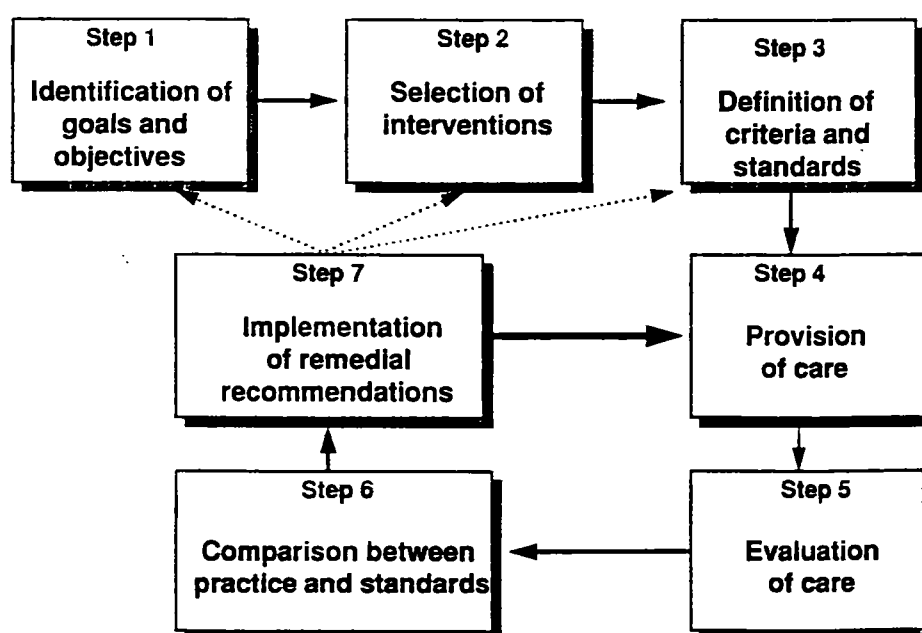 Step 1
Identification of
goals and
objectives
Step 2
Selection of
interventions
Step 3
Definition of
criteria and
standards
Step 4
Provision
of care
Step 5
Evaluation
of care
Step 6
Comparison between
practice and standards
Step 7
Implementation
of remedial
recommendations